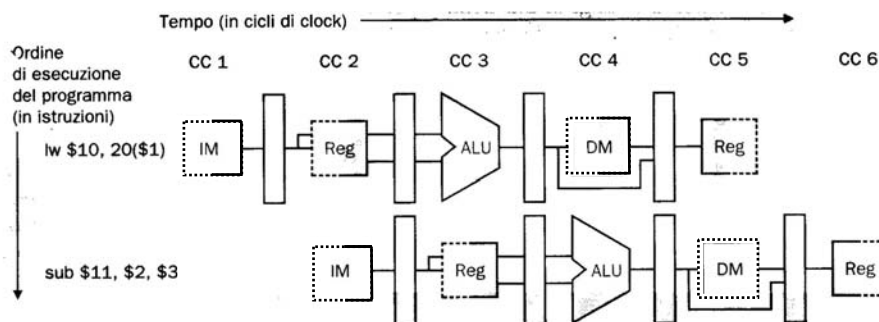 Tempo (in cicli di clock)
Ordine
di esecuzione
del programma
(in istruzioni)
CC 1 CC 2 CC 3 CC 4 CC 5 CC 6
lw $10, 20($1)
IM Reg ALU DM Reg
sub $11, $2, $3
IM Reg ALU DM Reg